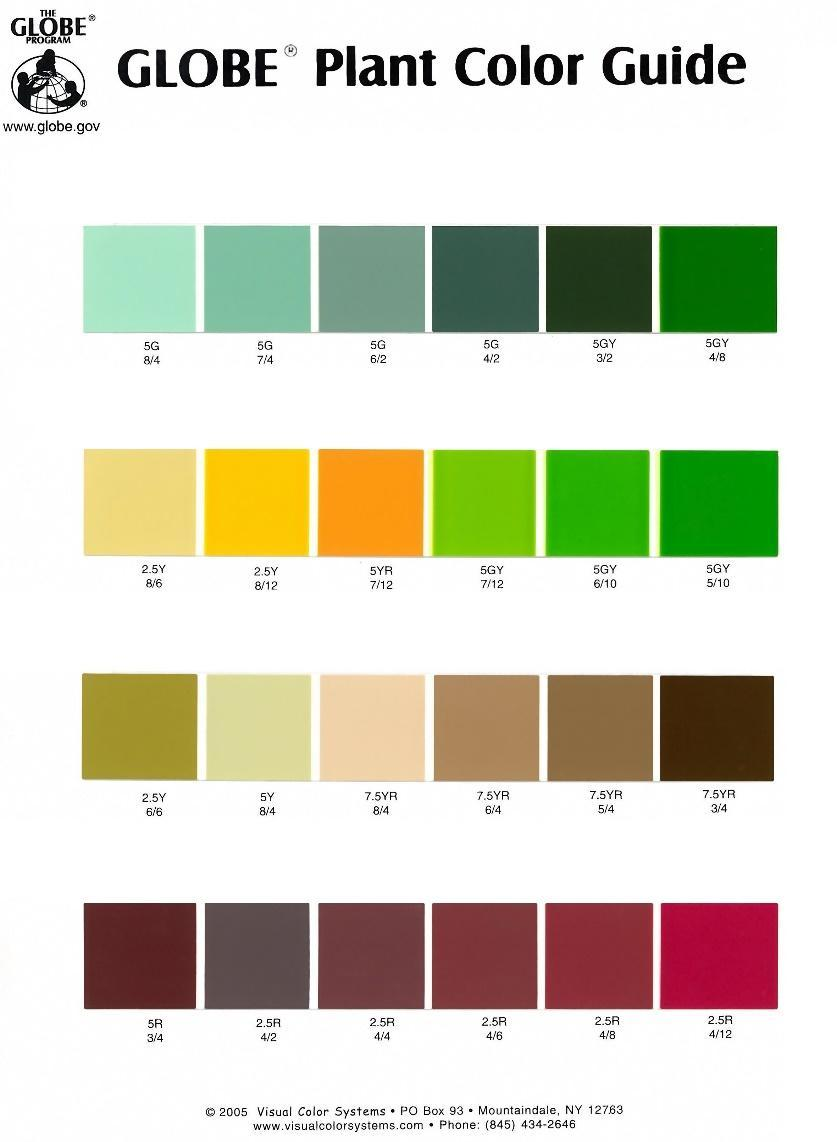 THE
GLOBE®
PROGRAM
®
www.globe.gov
GLOBE® Plant Color Guide
5G 5G 5G 5G 5GY 5GY
8/4 7/4 6/2 4/2 3/2 4/8
2.5Y 2.5Y 5YR 5GY 5GY 5GY
8/6 8/12 7/12 7/12 6/10 5/10
2.5Y 5Y 7.5YR 7.5YR 7.5YR 7.5YR
6/6 8/4 8/4 6/4 5/4 3/4
5R 2.5R 2.5R 2.5R 2.5R 2.5R
3/4 4/2 4/4 4/6 4/8 4/12
© 2005 Visual Color Systems • PO Box 93 • Mountaindale, NY 12763
www.visualcolorsystems.com • Phone: (845) 434-2646